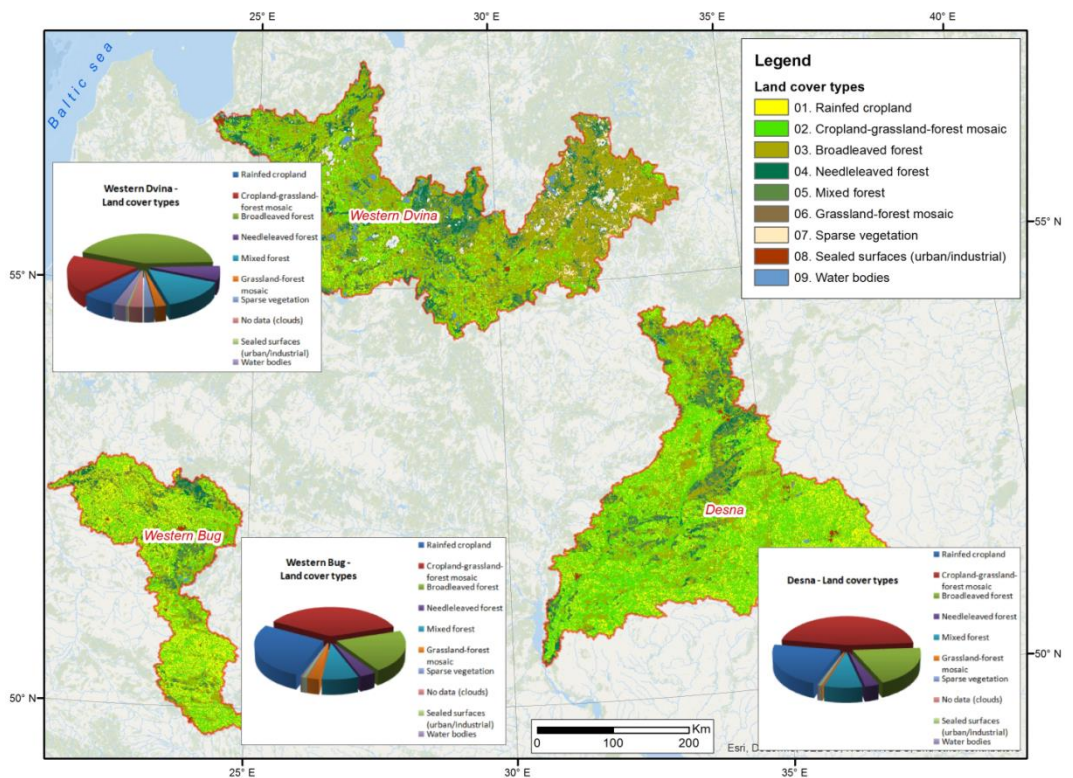 25° E
30° E
35° E
40° E
Baltic sea
Legend
Land cover types
01. Rainfed cropland
02. Cropland-grassland-forest mosaic
03. Broadleaved forest
04. Needleleaved forest
05. Mixed forest
06. Grassland-forest mosaic
07. Sparse vegetation
08. Sealed surfaces (urban/industrial)
09. Water bodies
55° N
55° N
Western Dvina
Western Dvina -
Land cover types
Rainfed cropland
Cropland-grassland-
forest mosaic
Broadleaved forest
Needleleaved forest
Mixed forest
Grassland-forest
mosaic
Sparse vegetation
No data (clouds)
Sealed surfaces
(urban/industrial)
Water bodies
Western Bug
Desna
Western Bug -
Land cover types
Rainfed cropland
Cropland-grassland-
forest mosaic
Broadleaved forest
Needleleaved forest
Mixed forest
Grassland-forest
mosaic
Sparse vegetation
No data (clouds)
Sealed surfaces
(urban/industrial)
Water bodies
Desna - Land cover types
Rainfed cropland
Cropland-grassland-
forest mosaic
Broadleaved forest
Needleleaved forest
Mixed forest
Grassland-forest
mosaic
Sparse vegetation
No data (clouds)
Sealed surfaces
(urban/industrial)
Water bodies
50° N
50° N
Km
0 100 200
Esri,
25° E
30° E
35° E